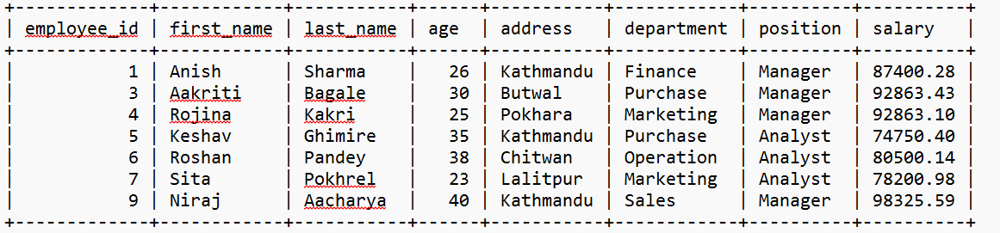 +-------------+------------+-----------+------+-----------+------------+----------+----------+
| employee_id | first_name | last_name | age  | address   | department | position | salary   |
+-------------+------------+-----------+------+-----------+------------+----------+----------+
|           1 | Anish      | Sharma    |   26 | Kathmandu | Finance    | Manager  | 87400.28 |
|           3 | Aakriti    | Bagale    |   30 | Butwal    | Purchase   | Manager  | 92863.43 |
|           4 | Rojina     | Kakri     |   25 | Pokhara   | Marketing  | Manager  | 92863.10 |
|           5 | Keshav     | Ghimire   |   35 | Kathmandu | Purchase   | Analyst  | 74750.40 |
|           6 | Roshan     | Pandey    |   38 | Chitwan   | Operation  | Analyst  | 80500.14 |
|           7 | Sita       | Pokhrel   |   23 | Lalitpur  | Marketing  | Analyst  | 78200.98 |
|           9 | Niraj      | Aacharya  |   40 | Kathmandu | Sales      | Manager  | 98325.59 |
+-------------+------------+-----------+------+-----------+------------+----------+----------+